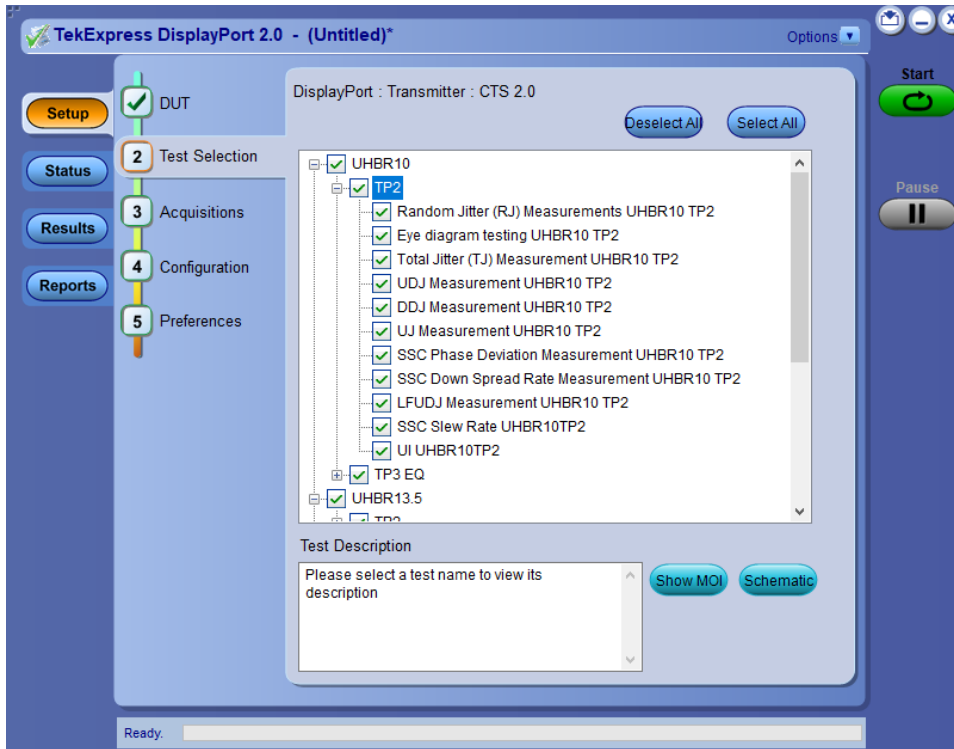 TekExpress DisplayPort 2.0 - (Untitled)*
Options
Start
Pause
Setup
Status
Results
Reports
DUT
2 Test Selection
3 Acquisitions
4 Configuration
5 Preferences
DisplayPort : Transmitter : CTS 2.0
Deselect All
Select All
UHBR10
TP2
Random Jitter (RJ) Measurements UHBR10 TP2
Eye diagram testing UHBR10 TP2
Total Jitter (TJ) Measurement UHBR10 TP2
UDJ Measurement UHBR10 TP2
DDJ Measurement UHBR10 TP2
UJ Measurement UHBR10 TP2
SSC Phase Deviation Measurement UHBR10 TP2
SSC Down Spread Rate Measurement UHBR10 TP2
LFUDJ Measurement UHBR10 TP2
SSC Slew Rate UHBR10TP2
UI UHBR10TP2
TP3 EQ
UHBR13.5
TP2
Test Description
Please select a test name to view its
description
Show MOI
Schematic
Ready.